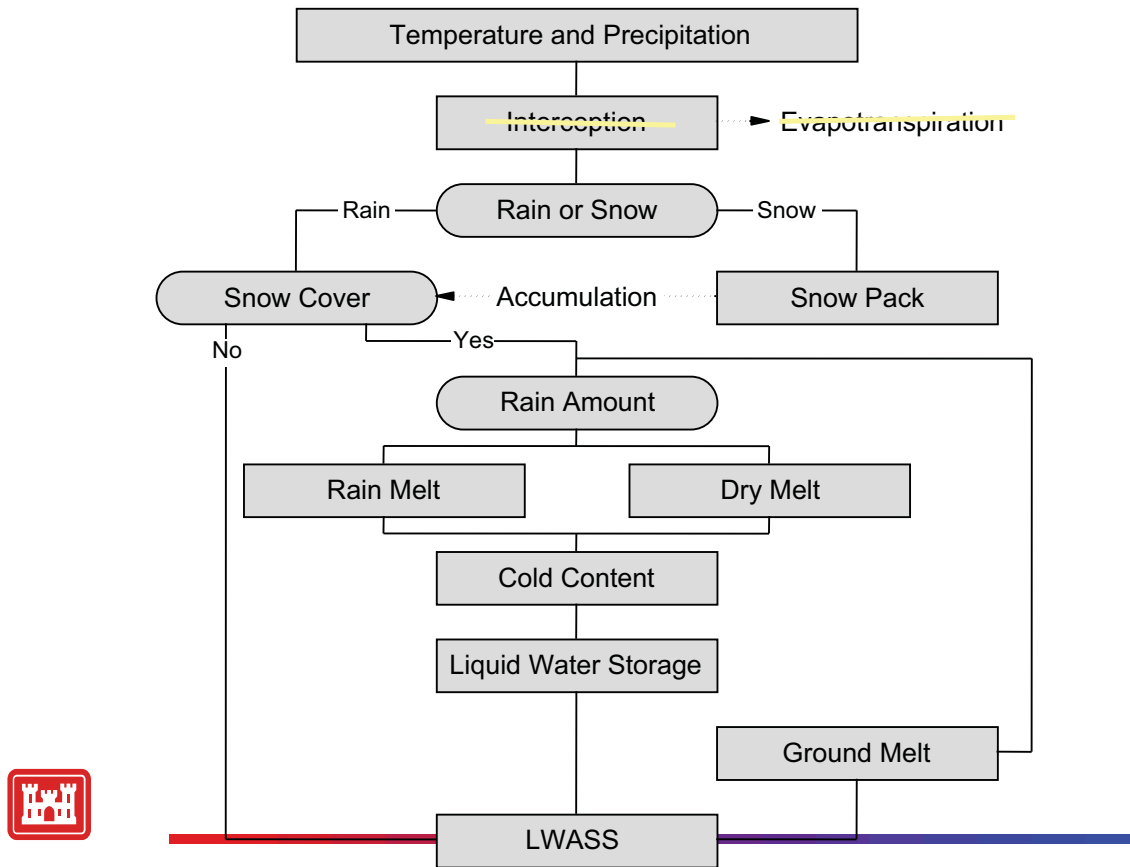 Temperature and Precipitation
Interception
Evapotranspiration
Rain
Rain or Snow
Snow
Snow Cover
Accumulation
Snow Pack
No
Yes
Rain Amount
Rain Melt
Dry Melt
Cold Content
Liquid Water Storage
Ground Melt
LWASS